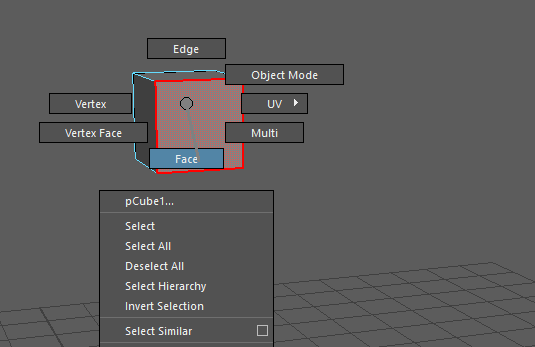 Edge
Object Mode
Vertex
UV
Vertex Face
Multi
Face
pCube1...
Select
Select All
Deselect All
Select Hierarchy
Invert Selection
Select Similar